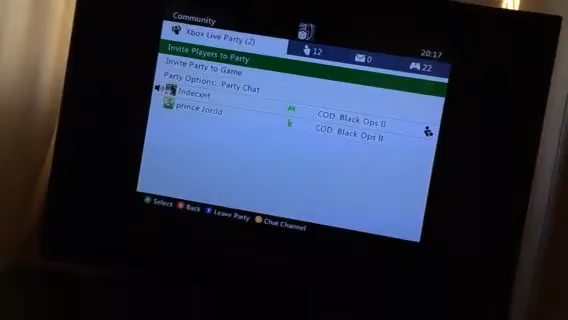 Community
Xbox Live Party (2)
12
0
22
20:17
Invite Players to Party
Invite Party to Game
Party Options: Party Chat
Indecxnt
COD: Black Ops II
prince Jordd
COD: Black Ops II
A Select B Back X Leave Party Y Chat Channel